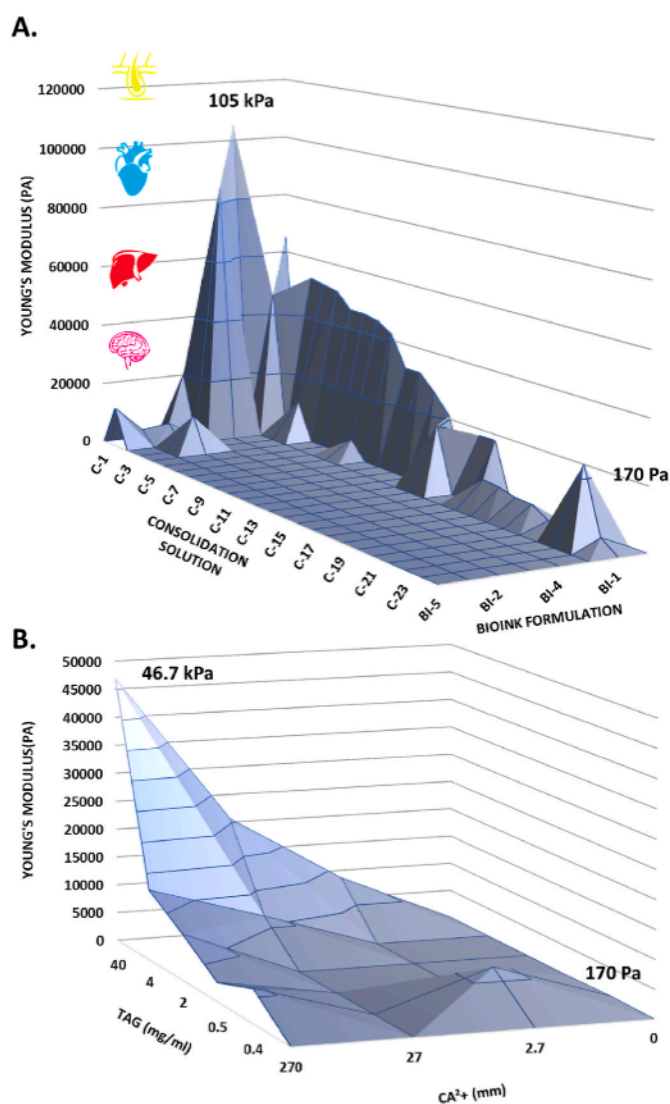 A.
120000
105 kPa
100000
80000
60000
40000
20000
0
YOUNG'S MODULUS (PA)
170 Pa
C-1
C-3
C-5
C-7
C-9
C-11
C-13
C-15
C-17
C-19
C-21
C-23
CONSOLIDATION
SOLUTION
BI-5
BI-2
BI-4
BI-1
BIOINK FORMULATION
B.
50000
46.7 kPa
45000
40000
35000
30000
25000
20000
15000
10000
5000
0
YOUNG'S MODULUS(PA)
170 Pa
40
4
2
0.5
0.4
TAG (mg/ml)
270
27
2.7
0
CA²+ (mm)